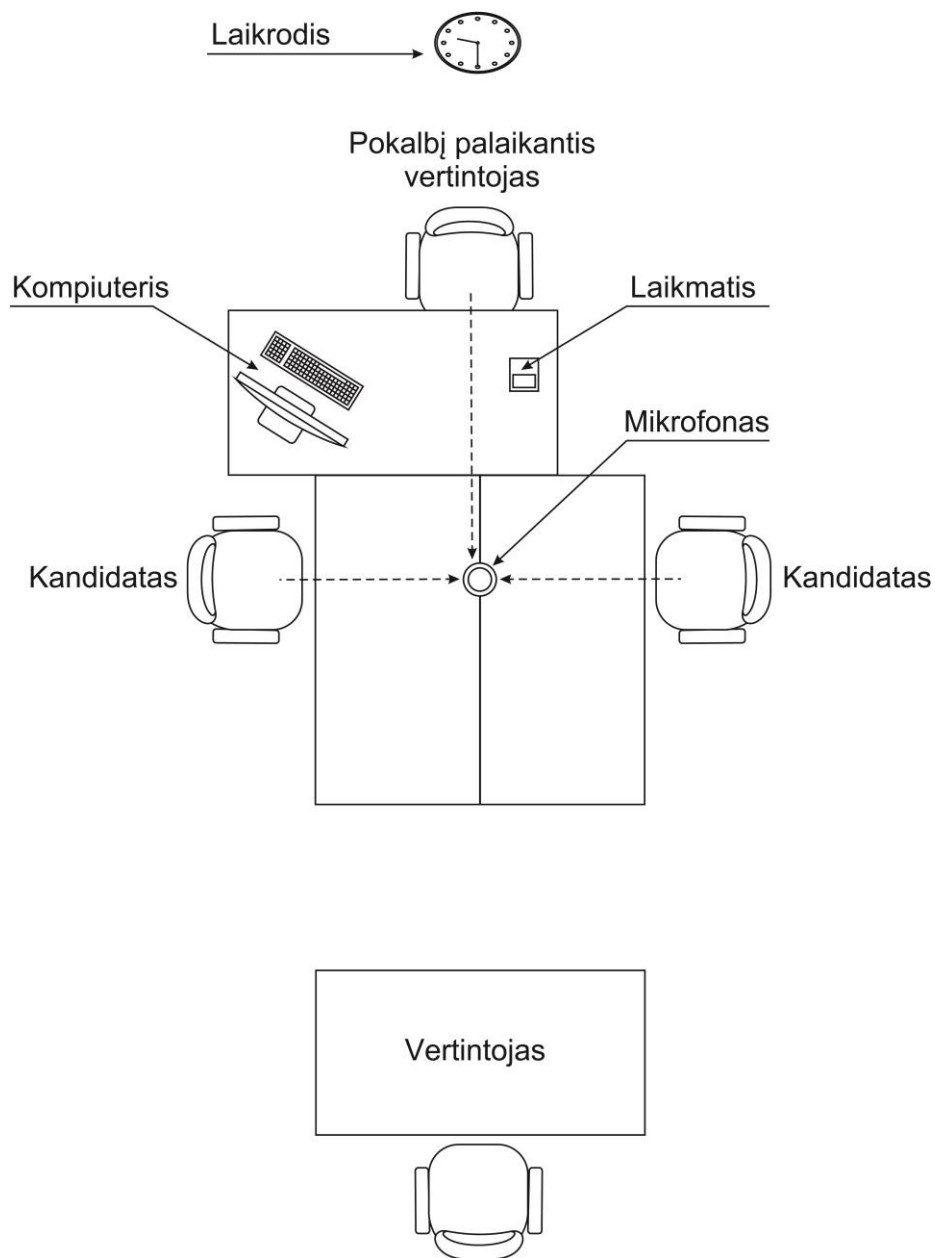 Laikrodis
Pokalbį palaikantis
vertintojas
Kompiuteris
Laikmatis
Mikrofonas
Kandidatas
Kandidatas
Vertintojas